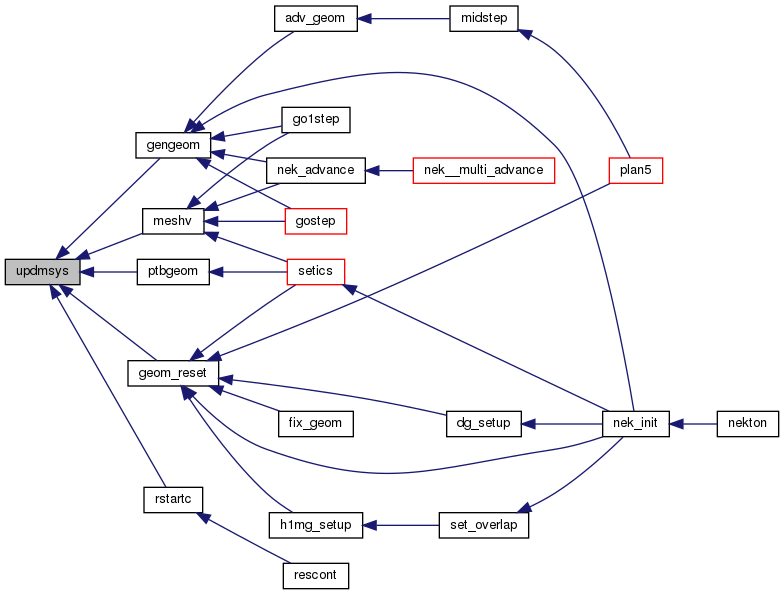 adv_geom
midstep
go1step
gengeom
nek_advance
nek__multi_advance
plan5
meshv
gostep
updmsys
ptbgeom
setics
geom_reset
fix_geom
dg_setup
nek_init
nekton
rstartc
h1mg_setup
set_overlap
rescont